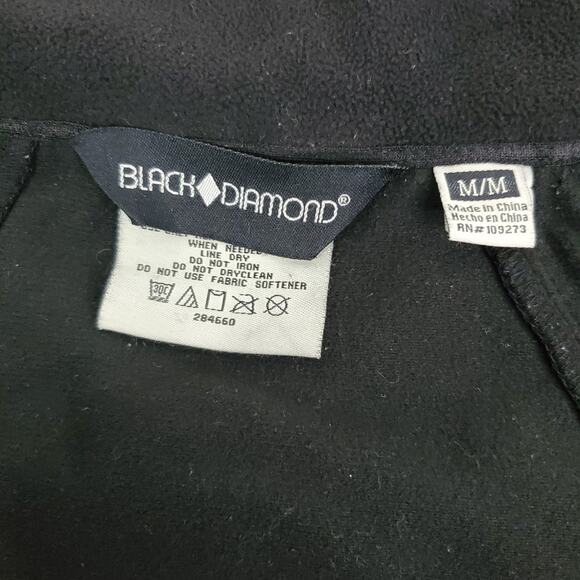 BLACK DIAMOND®
WHEN NEEDED
LINE DRY
DO NOT IRON
DO NOT DRYCLEAN
DO NOT USE FABRIC SOFTENER
30C
284660
M/M
Made in China
Hecho en China
RN# 109273